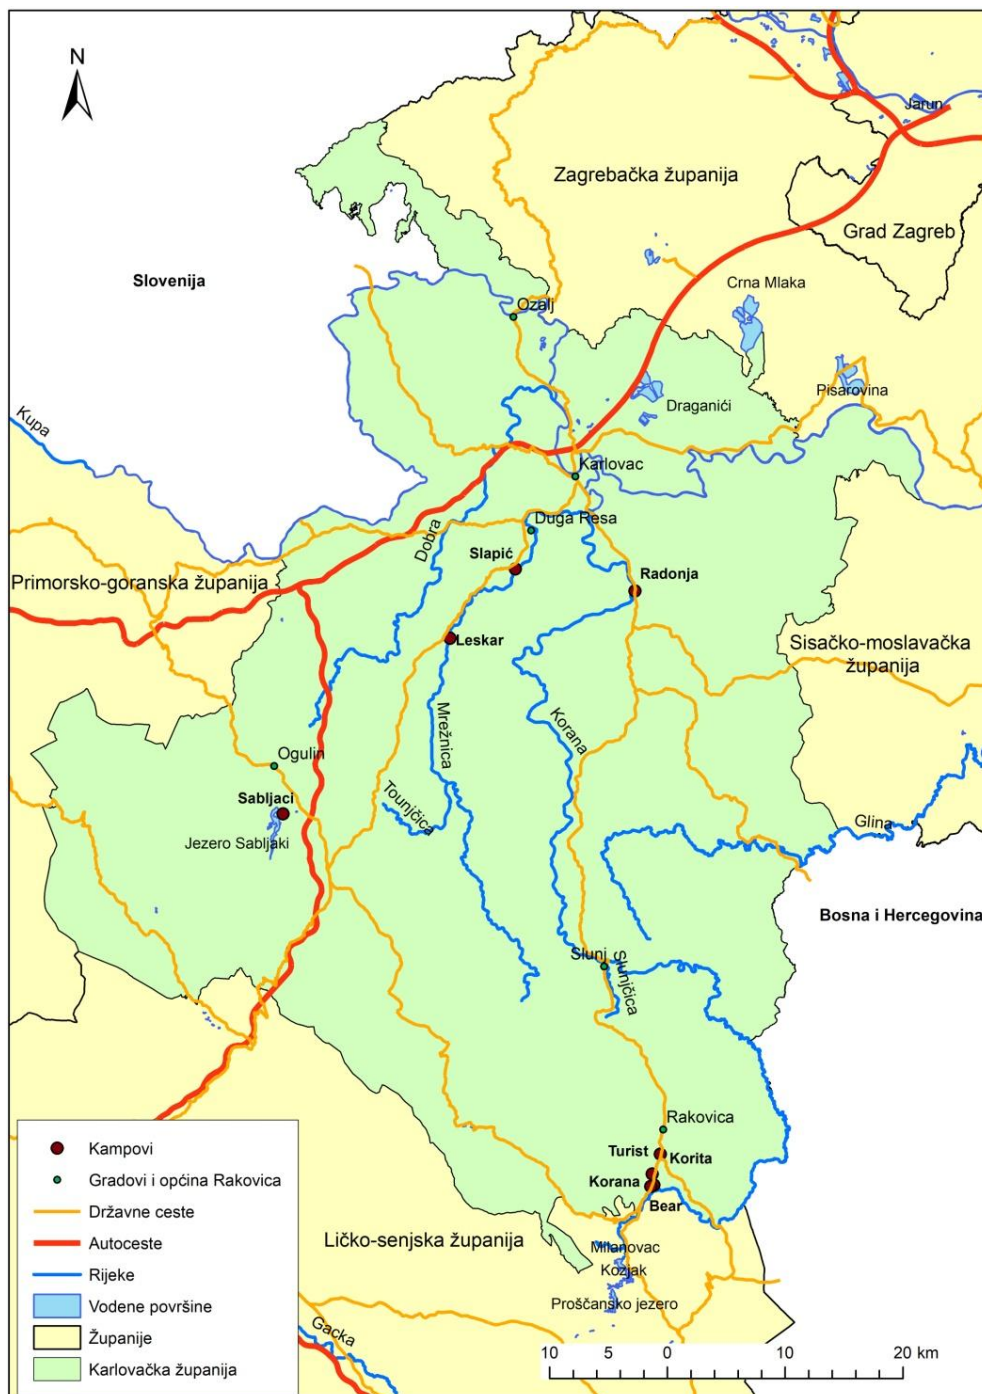 N
Jarun
Zagrebačka županija
Grad Zagreb
Slovenija
Crna Mlaka
Ozalj
Pisarovina
Draganići
Kupa
Karlovac
Duga Resa
Dobra
Slapić
Radonja
Primorsko-goranska županija
Leskar
Sisačko-moslavačka
županija
Mrežnica
Korana
Ogulin
Sabljaci
Tounjčica
Jezero Sabljaki
Glina
Bosna i Hercegovina
Slunj
Slunjčica
Rakovica
Turist
Korita
Korana
Bear
Ličko-senjska županija
Milanovac
Kozjak
Proščansko jezero
Gacka
Kampovi
Gradovi i općina Rakovica
Državne ceste
Autoceste
Rijeke
Vodene površine
Županije
Karlovačka županija
10 5 0 10 20 km